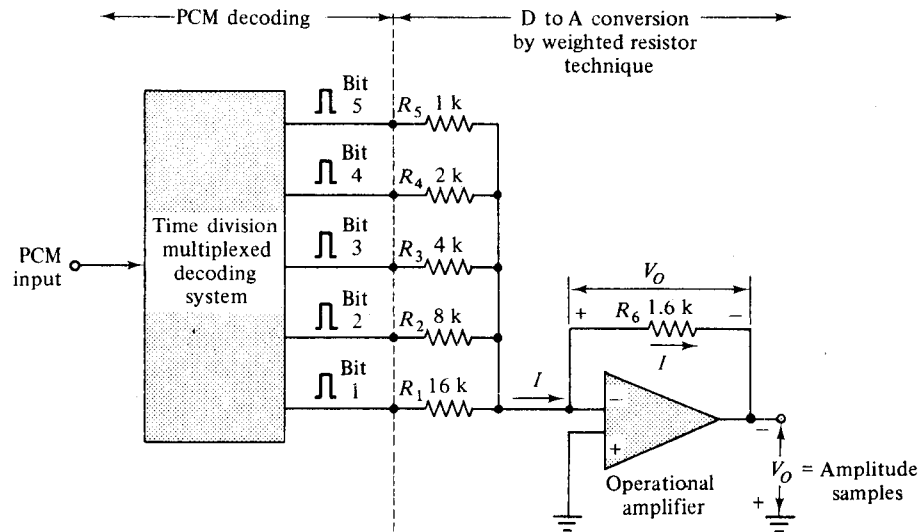 PCM decoding
D to A conversion
by weighted resistor
technique
Bit
5
R5 1 k
Bit
4
R4 2 k
Time division
multiplexed
decoding
system
PCM
input
Bit
3
R3 4 k
Bit
2
R2 8 k
Bit
1
R1 16 k
I
VO
+ R6 1.6 k −
I
−
+
Operational
amplifier
−
VO = Amplitude
samples
+